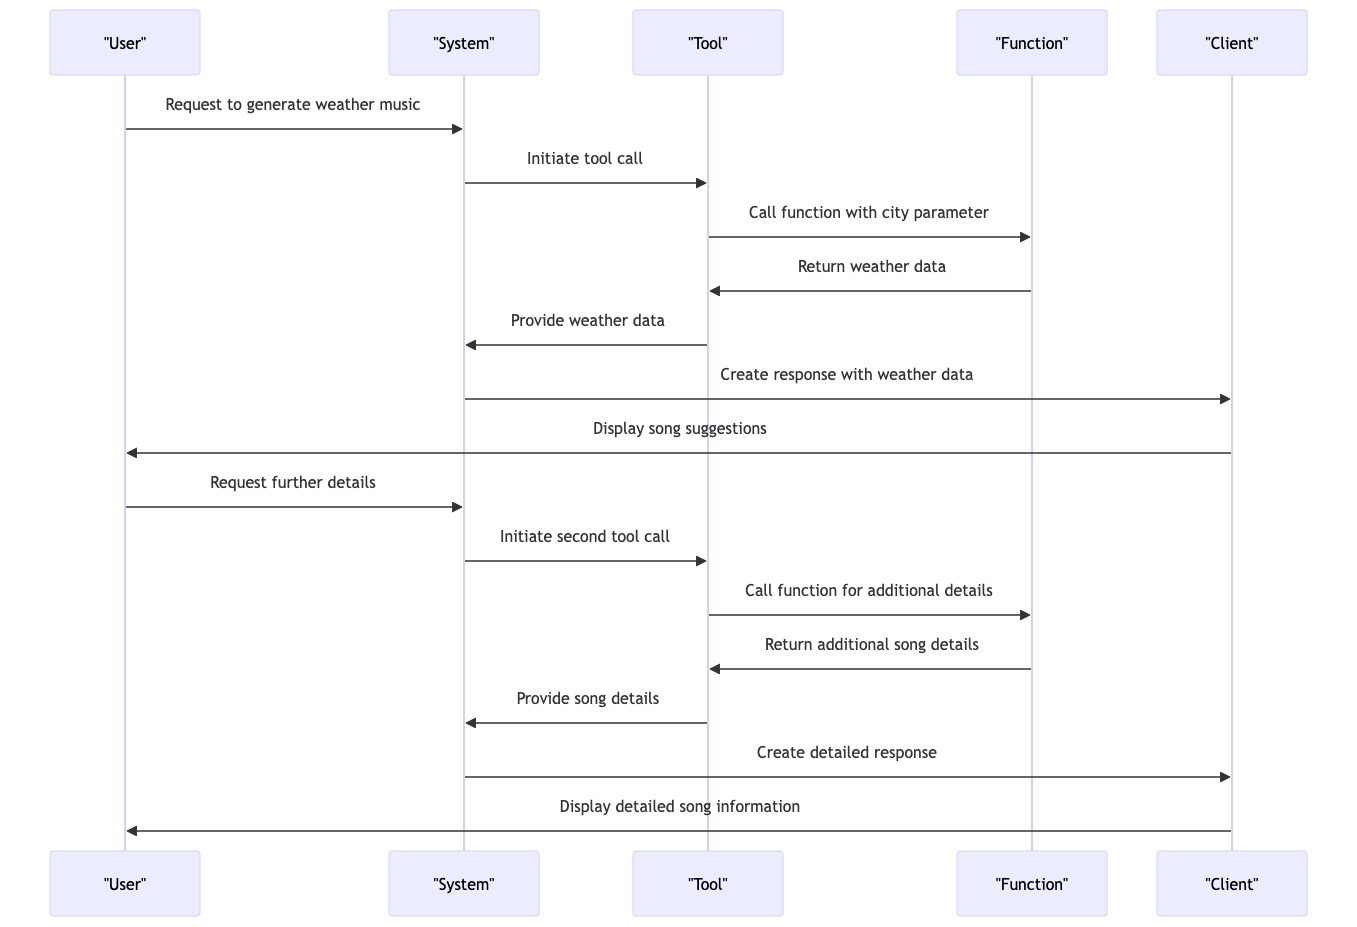 "User" "System" "Tool" "Function" "Client"
Request to generate weather music
Initiate tool call
Call function with city parameter
Return weather data
Provide weather data
Create response with weather data
Display song suggestions
Request further details
Initiate second tool call
Call function for additional details
Return additional song details
Provide song details
Create detailed response
Display detailed song information
"User" "System" "Tool" "Function" "Client"